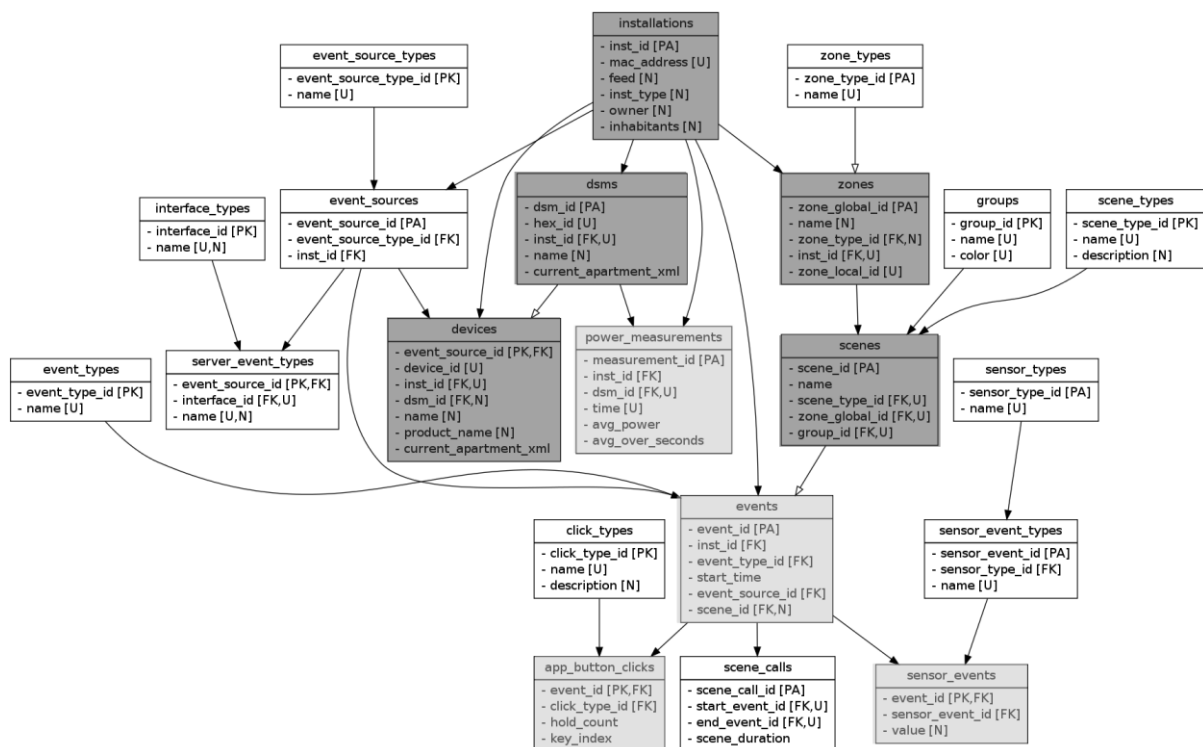 installations
- inst_id [PA]
- mac_address [U]
- feed [N]
- inst_type [N]
- owner [N]
- inhabitants [N]
event_source_types
- event_source_type_id [PK]
- name [U]
zone_types
- zone_type_id [PA]
- name [U]
interface_types
- interface_id [PK]
- name [U,N]
event_sources
- event_source_id [PA]
- event_source_type_id [FK]
- inst_id [FK]
dsms
- dsm_id [PA]
- hex_id [U]
- inst_id [FK,U]
- name [N]
- current_apartment_xml
zones
- zone_global_id [PA]
- name [N]
- zone_type_id [FK,N]
- inst_id [FK,U]
- zone_local_id [U]
groups
- group_id [PK]
- name [U]
- color [U]
scene_types
- scene_type_id [PK]
- name [U]
- description [N]
event_types
- event_type_id [PK]
- name [U]
server_event_types
- event_source_id [PK,FK]
- interface_id [FK,U]
- name [U,N]
devices
- event_source_id [PK,FK]
- device_id [U]
- inst_id [FK,U]
- dsm_id [FK,N]
- name [N]
- product_name [N]
- current_apartment_xml
power_measurements
- measurement_id [PA]
- inst_id [FK]
- dsm_id [FK,U]
- time [U]
- avg_power
- avg_over_seconds
scenes
- scene_id [PA]
- name
- scene_type_id [FK,U]
- zone_global_id [FK,U]
- group_id [FK,U]
sensor_types
- sensor_type_id [PA]
- name [U]
click_types
- click_type_id [PK]
- name [U]
- description [N]
events
- event_id [PA]
- inst_id [FK]
- event_type_id [FK]
- start_time
- event_source_id [FK]
- scene_id [FK,N]
sensor_event_types
- sensor_event_id [PA]
- sensor_type_id [FK]
- name [U]
app_button_clicks
- event_id [PK,FK]
- click_type_id [FK]
- hold_count
- key_index
scene_calls
- scene_call_id [PA]
- start_event_id [FK,U]
- end_event_id [FK,U]
- scene_duration
sensor_events
- event_id [PK,FK]
- sensor_event_id [FK]
- value [N]